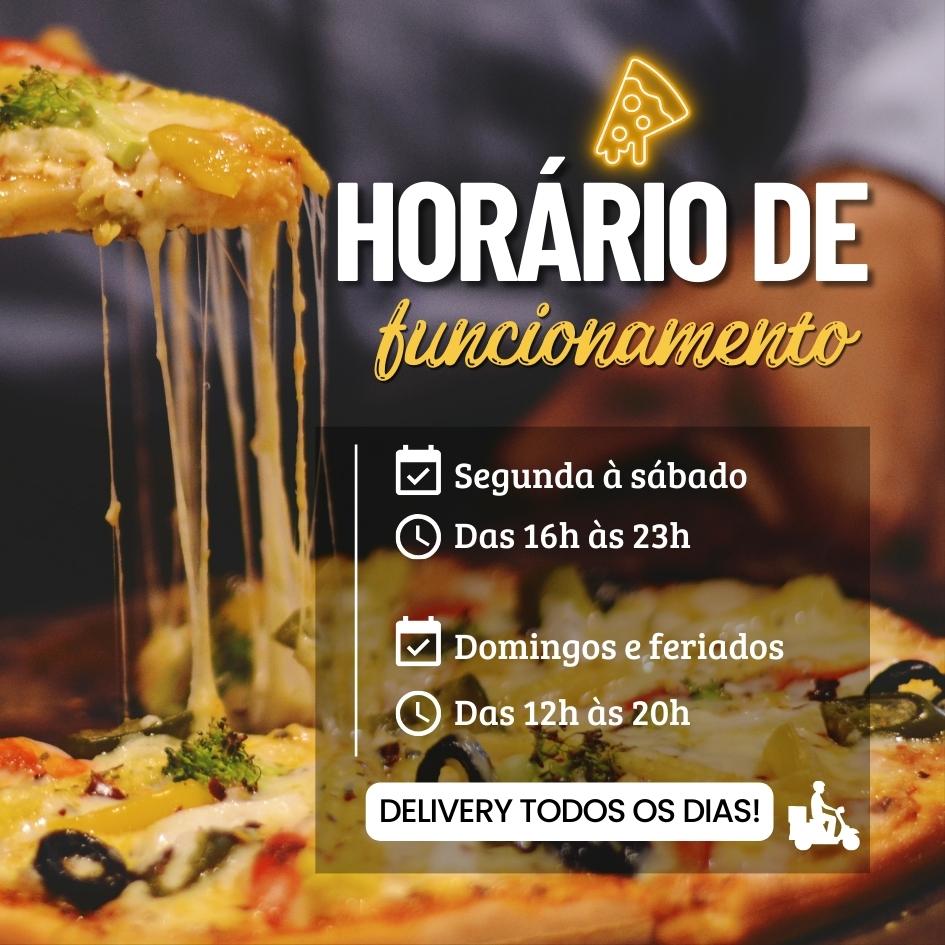 HORÁRIO DE
funcionamento
Segunda à sábado
Das 16h às 23h
Domingos e feriados
Das 12h às 20h
DELIVERY TODOS OS DIAS!